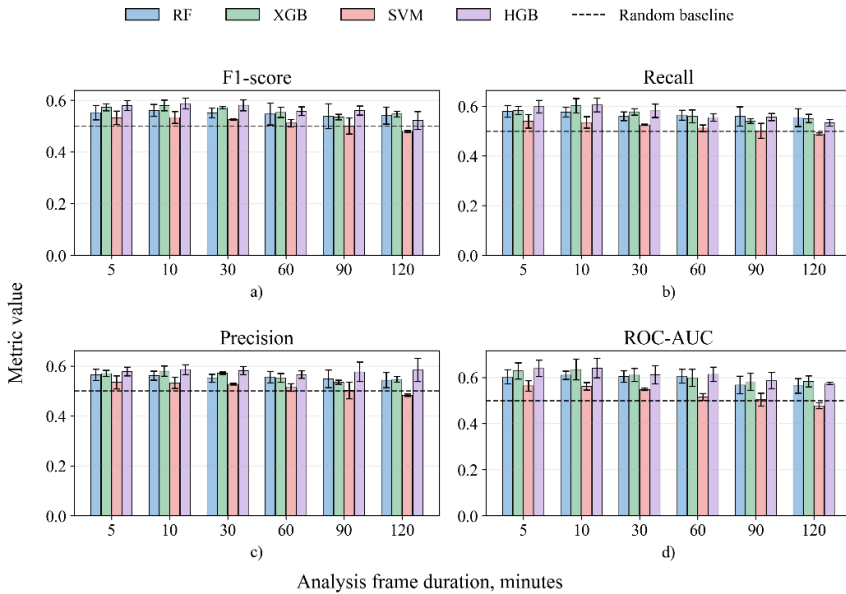 RF XGB SVM HGB Random baseline
F1-score Recall
0.6 0.6
0.4 0.4
0.2 0.2
0.0 0.0
5 10 30 60 90 120 5 10 30 60 90 120
a) b)
Metric value
Precision ROC-AUC
0.6 0.6
0.4 0.4
0.2 0.2
0.0 0.0
5 10 30 60 90 120 5 10 30 60 90 120
c) d)
Analysis frame duration, minutes